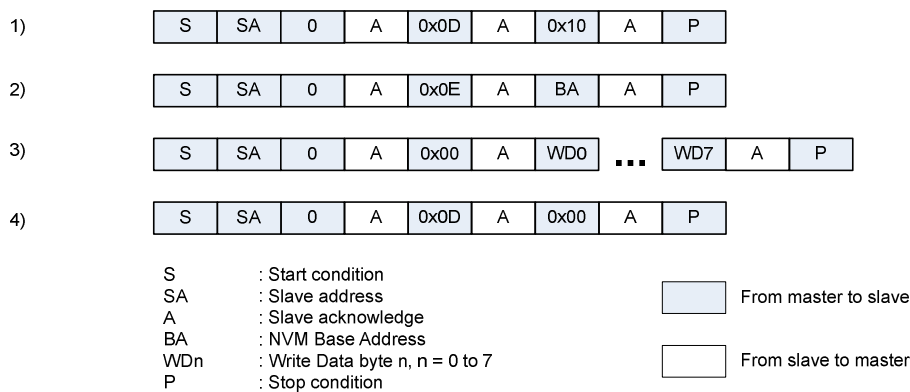 1) S SA 0 A 0x0D A 0x10 A P
2) S SA 0 A 0x0E A BA A P
3) S SA 0 A 0x00 A WD0 ... WD7 A P
4) S SA 0 A 0x0D A 0x00 A P
S : Start condition
SA : Slave address
A : Slave acknowledge
BA : NVM Base Address
WDn : Write Data byte n, n = 0 to 7
P : Stop condition
From master to slave
From slave to master